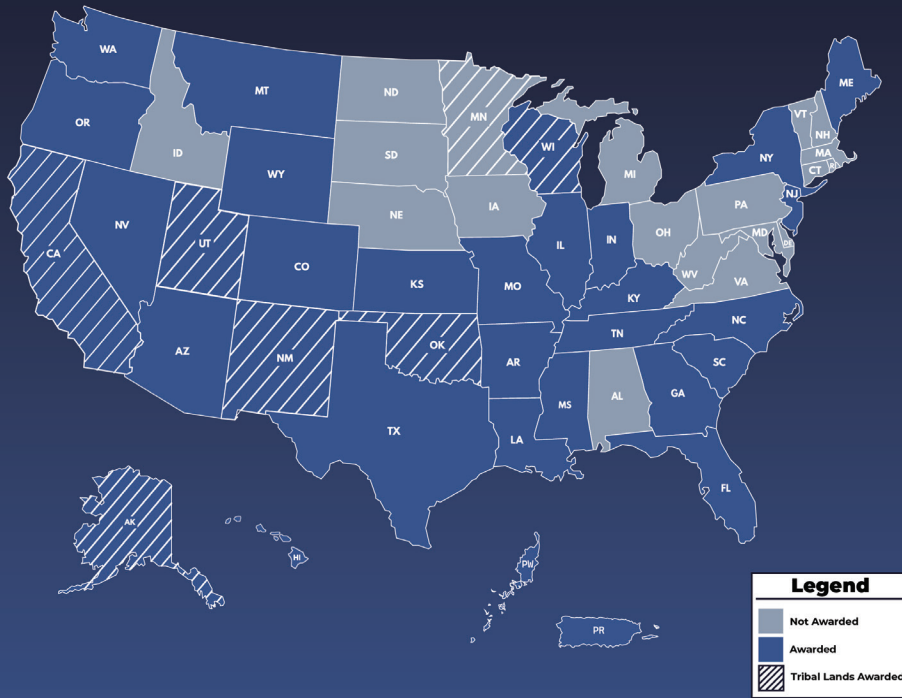 WA
MT
ND
MN
ME
OR
ID
SD
WI
VT
NH
WY
MI
NY
MA
CT
RI
NE
IA
PA
NJ
NV
UT
OH
MD
DE
CA
CO
KS
MO
IL
IN
WV
VA
KY
AZ
NM
OK
AR
TN
NC
SC
TX
LA
MS
AL
GA
FL
AK
HI
PW
PR
Legend
Not Awarded
Awarded
Tribal Lands Awarded